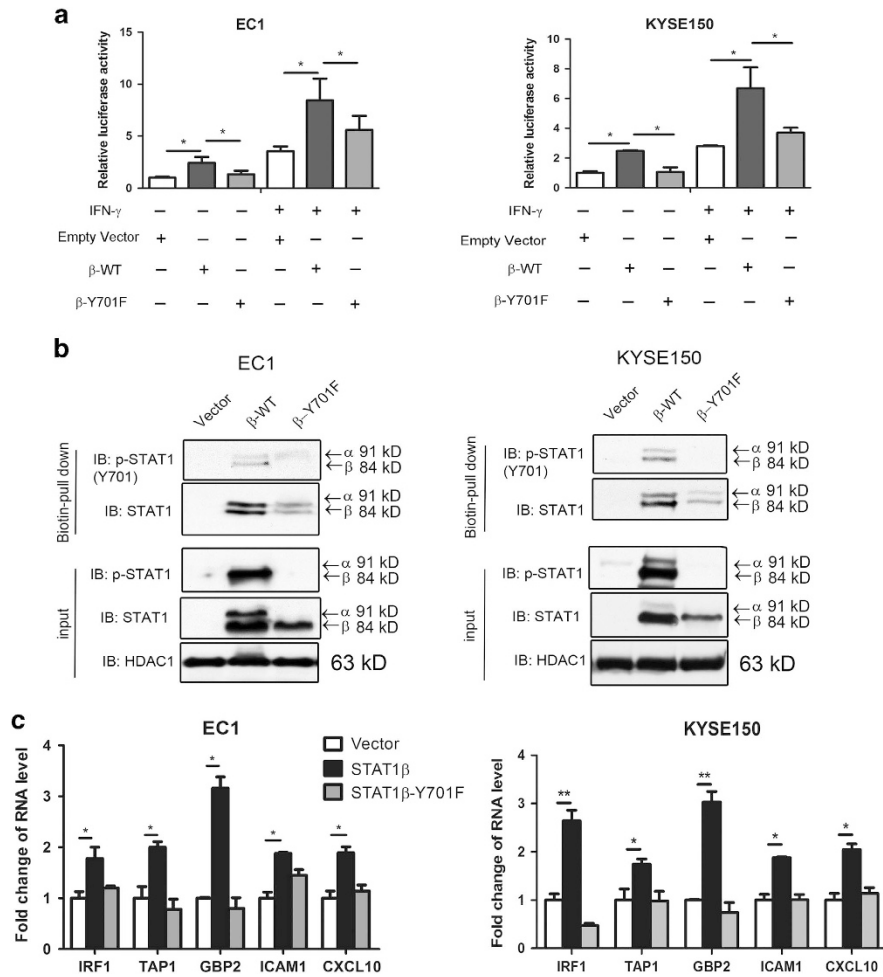 a
EC1
Relative luciferase activity
15
10
5
0
*
*
*
*
IFN-γ – – – + + +
Empty Vector + – – + – –
β-WT – + – – + –
β-Y701F – – + – – +
KYSE150
Relative luciferase activity
10
8
6
4
2
0
*
*
*
*
IFN-γ – – – + + +
Empty Vector + – – + – –
β-WT – + – – + –
β-Y701F – – + – – +
b
EC1
Vector β-WT β-Y701F
Biotin-pull down
IB: p-STAT1 (Y701)
←α 91 kD
←β 84 kD
IB: STAT1
←α 91 kD
←β 84 kD
input
IB: p-STAT1
←α 91 kD
←β 84 kD
IB: STAT1
←α 91 kD
←β 84 kD
IB: HDAC1 63 kD
KYSE150
Vector β-WT β-Y701F
Biotin-pull down
IB: p-STAT1 (Y701)
←α 91 kD
←β 84 kD
IB: STAT1
←α 91 kD
←β 84 kD
input
IB: p-STAT1
←α 91 kD
←β 84 kD
IB: STAT1
←α 91 kD
←β 84 kD
IB: HDAC1 63 kD
c
EC1
Vector
STAT1β
STAT1β-Y701F
Fold change of RNA level
4
3
2
1
0
* * * * *
IRF1 TAP1 GBP2 ICAM1 CXCL10
KYSE150
Fold change of RNA level
4
3
2
1
0
** * ** * *
IRF1 TAP1 GBP2 ICAM1 CXCL10